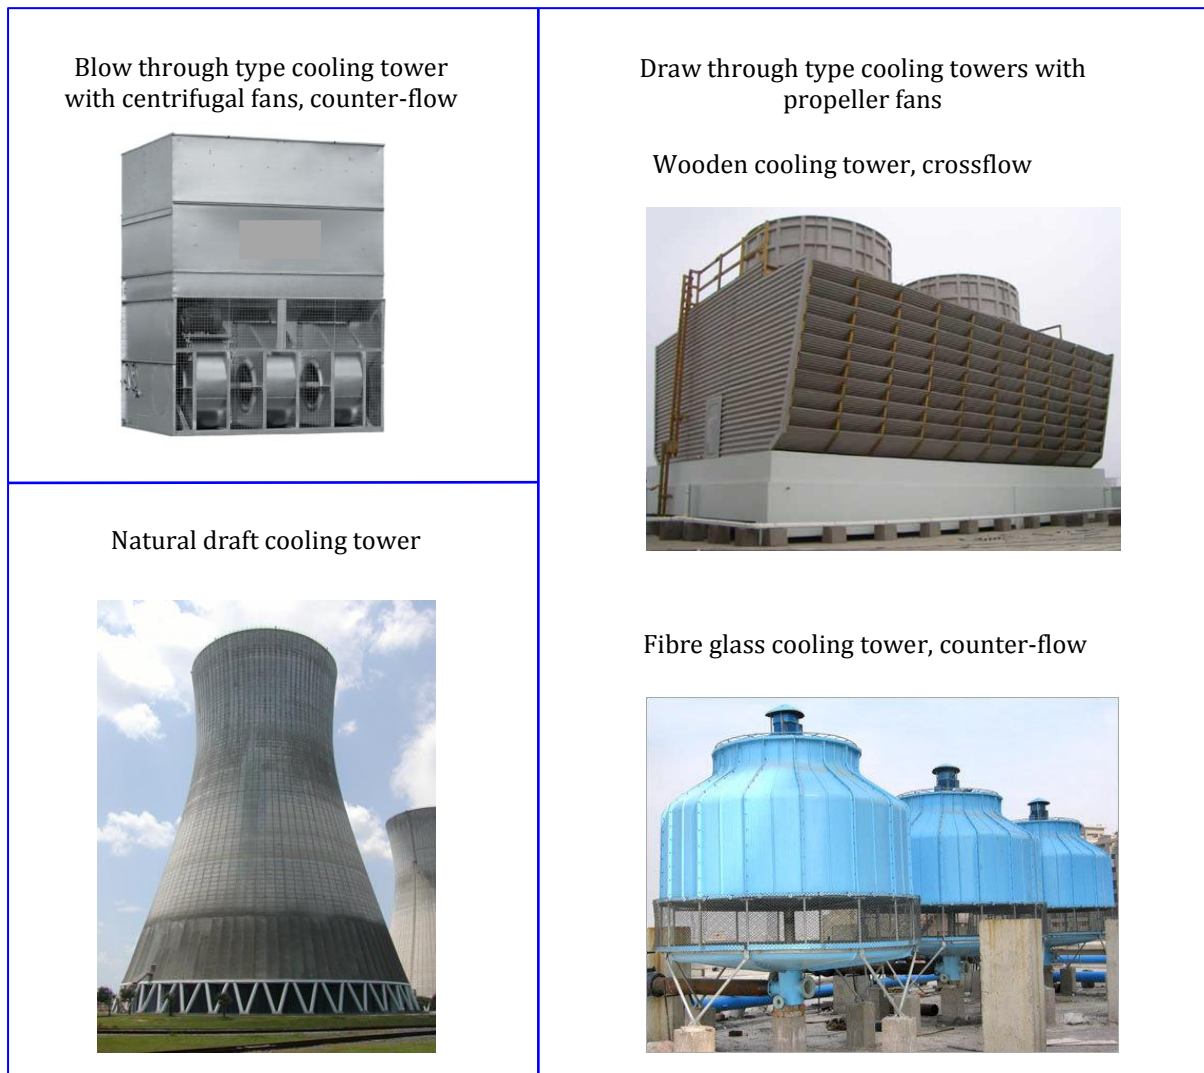 Blow through type cooling tower
with centrifugal fans, counter-flow
Natural draft cooling tower
Draw through type cooling towers with
propeller fans
Wooden cooling tower, crossflow
Fibre glass cooling tower, counter-flow